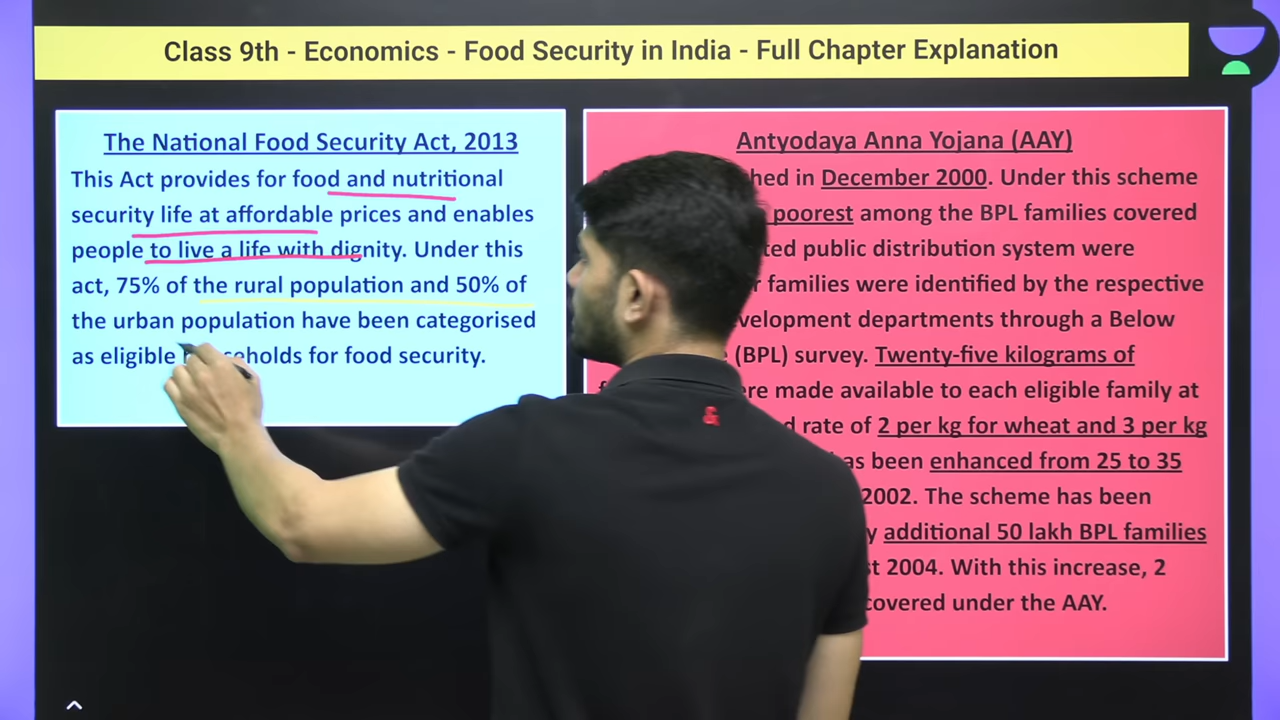 Class 9th - Economics - Food Security in India - Full Chapter Explanation
The National Food Security Act, 2013
This Act provides for food and nutritional
security life at affordable prices and enables
people to live a life with dignity. Under this
act, 75% of the rural population and 50% of
the urban population have been categorised
as eligible for food security.
Antyodaya Anna Yojana (AAY)
in December 2000. Under this scheme
poorest among the BPL families covered
public distribution system were
families were identified by the respective
departments through a Below
(BPL) survey. Twenty-five kilograms of
made available to each eligible family at
rate of 2 per kg for wheat and 3 per kg
as been enhanced from 25 to 35
2002. The scheme has been
additional 50 lakh BPL families
2004. With this increase, 2
covered under the AAY.